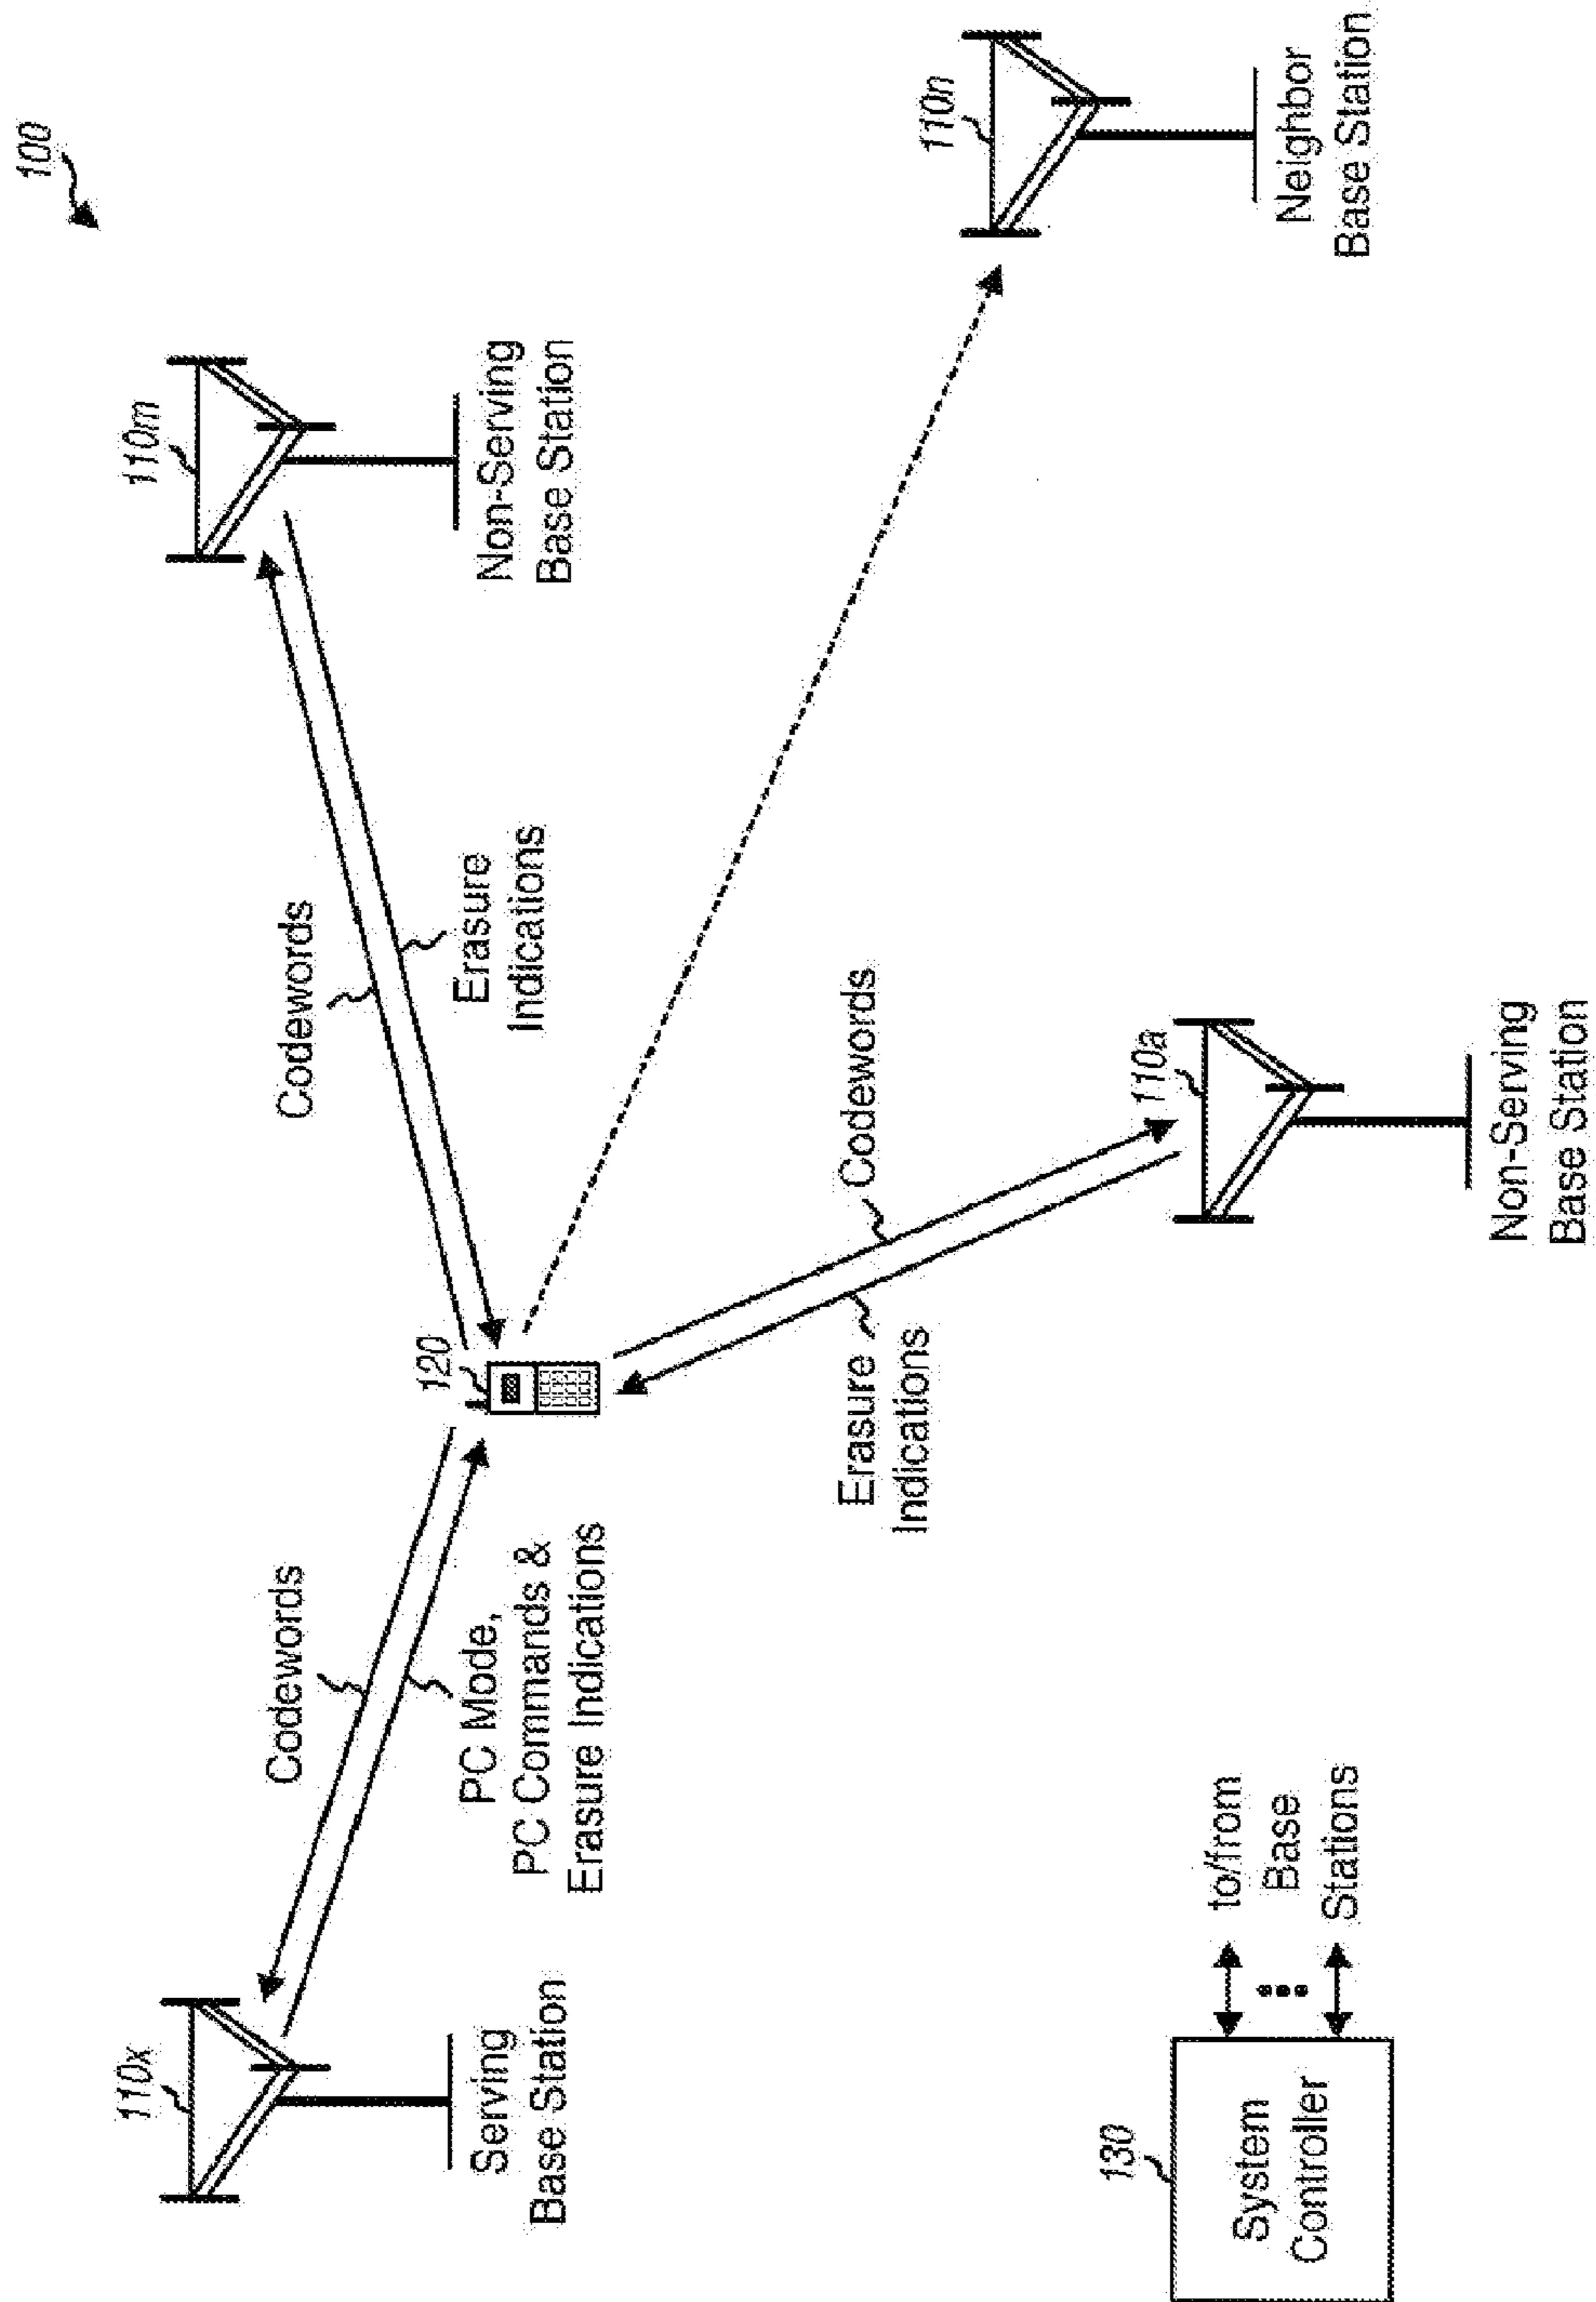 100
110x
Serving
Base Station
Codewords
PC Mode,
PC Commands &
Erasure Indications
120
Codewords
Erasure
Indications
110m
Non-Serving
Base Station
Erasure
Indications
Codewords
110a
Non-Serving
Base Station
110n
Neighbor
Base Station
130
System
Controller
to/from
Base
Stations